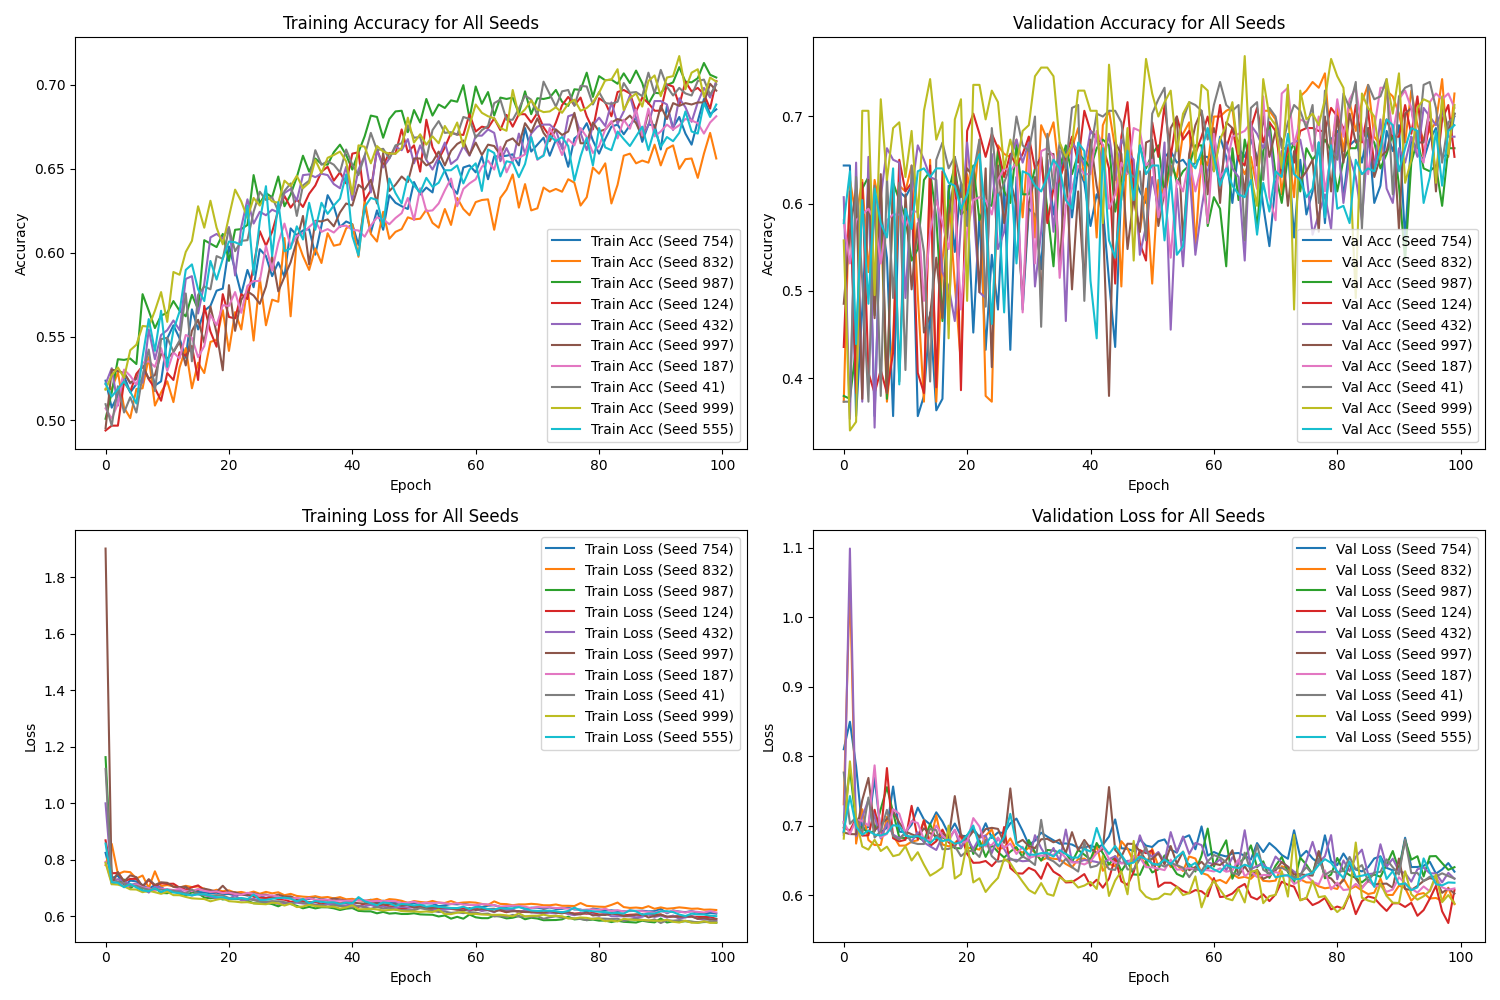 Training Accuracy for All Seeds
Accuracy
0.70
0.65
0.60
0.55
0.50
0 20 40 60 80 100
Epoch
Train Acc (Seed 754)
Train Acc (Seed 832)
Train Acc (Seed 987)
Train Acc (Seed 124)
Train Acc (Seed 432)
Train Acc (Seed 997)
Train Acc (Seed 187)
Train Acc (Seed 41)
Train Acc (Seed 999)
Train Acc (Seed 555)
Validation Accuracy for All Seeds
Accuracy
0.7
0.6
0.5
0.4
0 20 40 60 80 100
Epoch
Val Acc (Seed 754)
Val Acc (Seed 832)
Val Acc (Seed 987)
Val Acc (Seed 124)
Val Acc (Seed 432)
Val Acc (Seed 997)
Val Acc (Seed 187)
Val Acc (Seed 41)
Val Acc (Seed 999)
Val Acc (Seed 555)
Training Loss for All Seeds
Loss
1.8
1.6
1.4
1.2
1.0
0.8
0.6
0 20 40 60 80 100
Epoch
Train Loss (Seed 754)
Train Loss (Seed 832)
Train Loss (Seed 987)
Train Loss (Seed 124)
Train Loss (Seed 432)
Train Loss (Seed 997)
Train Loss (Seed 187)
Train Loss (Seed 41)
Train Loss (Seed 999)
Train Loss (Seed 555)
Validation Loss for All Seeds
Loss
1.1
1.0
0.9
0.8
0.7
0.6
0 20 40 60 80 100
Epoch
Val Loss (Seed 754)
Val Loss (Seed 832)
Val Loss (Seed 987)
Val Loss (Seed 124)
Val Loss (Seed 432)
Val Loss (Seed 997)
Val Loss (Seed 187)
Val Loss (Seed 41)
Val Loss (Seed 999)
Val Loss (Seed 555)